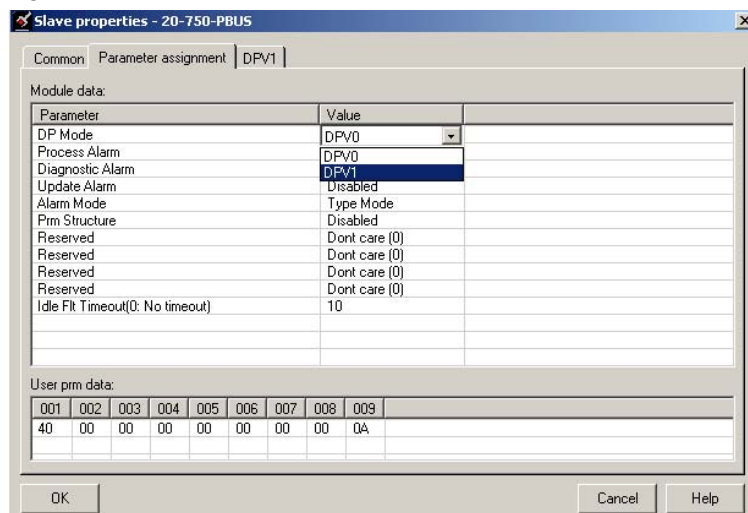 Slave properties - 20-750-PBUS
Common Parameter assignment DPV1
Module data:
Parameter Value
DP Mode DPV0
Process Alarm DPV0
Diagnostic Alarm DPV1
Update Alarm Disabled
Alarm Mode Type Mode
Prm Structure Disabled
Reserved Dont care (0)
Reserved Dont care (0)
Reserved Dont care (0)
Reserved Dont care (0)
Idle Flt Timeout(0: No timeout) 10
User prm data:
001 002 003 004 005 006 007 008 009
40 00 00 00 00 00 00 00 0A
OK Cancel Help